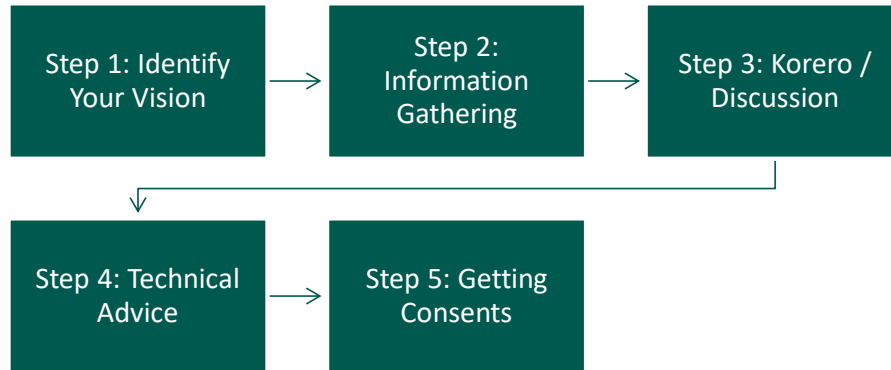 Step 1: Identify
Your Vision
Step 2:
Information
Gathering
Step 3: Korero /
Discussion
Step 4: Technical
Advice
Step 5: Getting
Consents